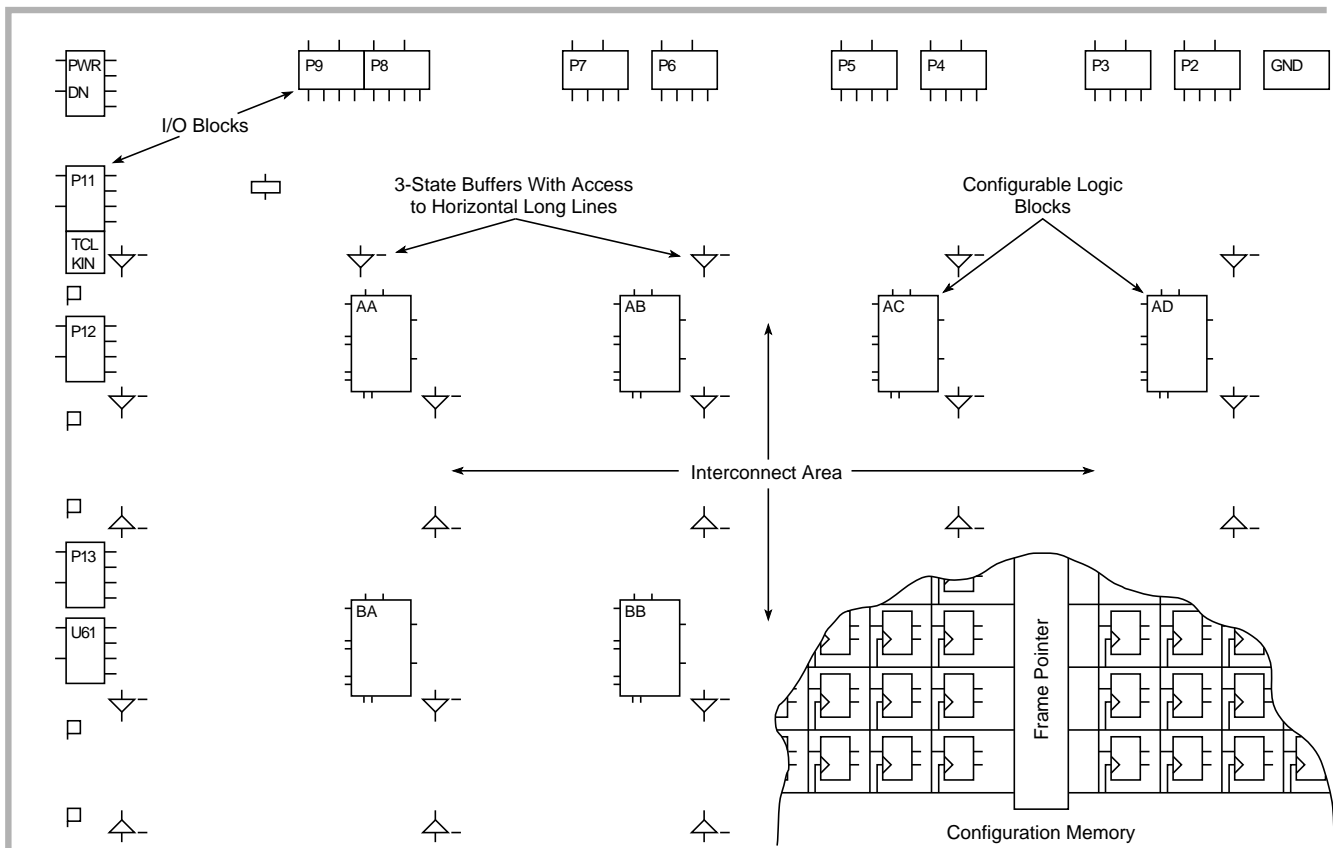 PWR
DN
P9
P8
P7
P6
P5
P4
P3
P2
GND
I/O Blocks
P11
3-State Buffers With Access
to Horizontal Long Lines
Configurable Logic
Blocks
TCL
KIN
AA
AB
AC
AD
P12
Interconnect Area
P13
BA
BB
U61
Frame Pointer
Configuration Memory